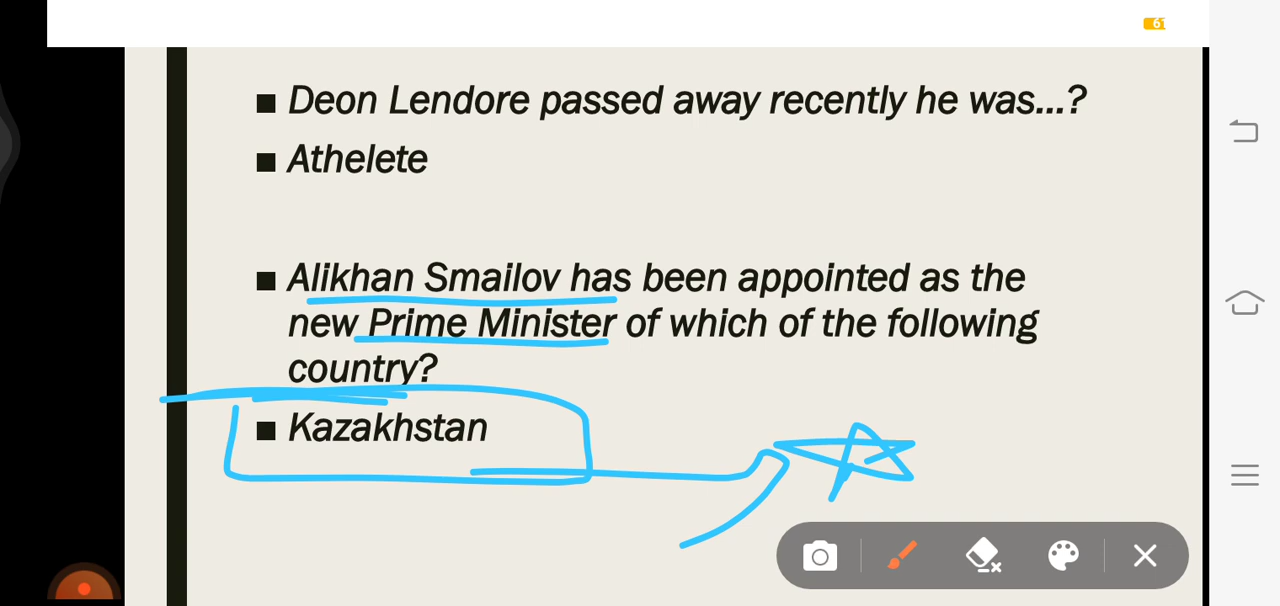 61
■ Deon Lendore passed away recently he was...?
■ Athelete
■ Alikhan Smailov has been appointed as the
new Prime Minister of which of the following
country?
■ Kazakhstan